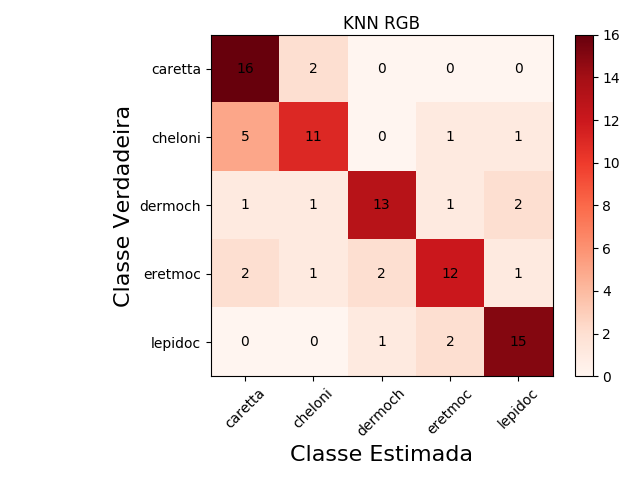 KNN RGB
Classe Verdadeira
caretta 16 2 0 0 0
cheloni 5 11 0 1 1
dermoch 1 1 13 1 2
eretmoc 2 1 2 12 1
lepidoc 0 0 1 2 15
caretta cheloni dermoch eretmoc lepidoc
Classe Estimada
16
14
12
10
8
6
4
2
0